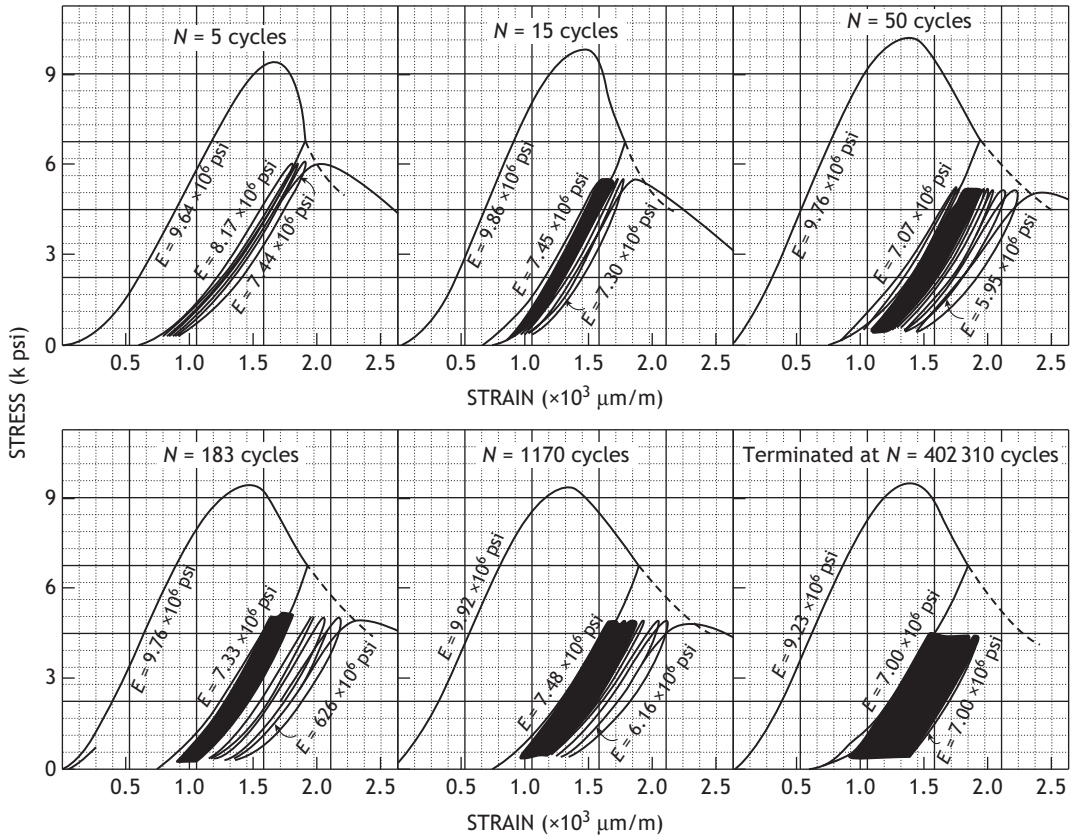 N = 5 cycles
N = 15 cycles
N = 50 cycles
STRESS (k psi)
9
6
3
0
E = 9.64 ×10⁶ psi
E = 8.17 ×10⁶ psi
E = 7.44 ×10⁶ psi
E = 9.86 ×10⁶ psi
E = 7.45 ×10⁶ psi
E = 7.30 ×10⁶ psi
E = 9.76 ×10⁶ psi
E = 7.07 ×10⁶ psi
E = 5.95 ×10⁶ psi
0.5 1.0 1.5 2.0 2.5
0.5 1.0 1.5 2.0 2.5
0.5 1.0 1.5 2.0 2.5
STRAIN (×10³ μm/m)
N = 183 cycles
N = 1170 cycles
Terminated at N = 402 310 cycles
9
6
3
0
E = 9.76 ×10⁶ psi
E = 7.33 ×10⁶ psi
E = 626 ×10⁶ psi
E = 9.92 ×10⁶ psi
E = 7.48 ×10⁶ psi
E = 6.16 ×10⁶ psi
E = 9.23 ×10⁶ psi
E = 7.00 ×10⁶ psi
E = 7.00 ×10⁶ psi
0.5 1.0 1.5 2.0 2.5
0.5 1.0 1.5 2.0 2.5
0.5 1.0 1.5 2.0 2.5
STRAIN (×10³ μm/m)